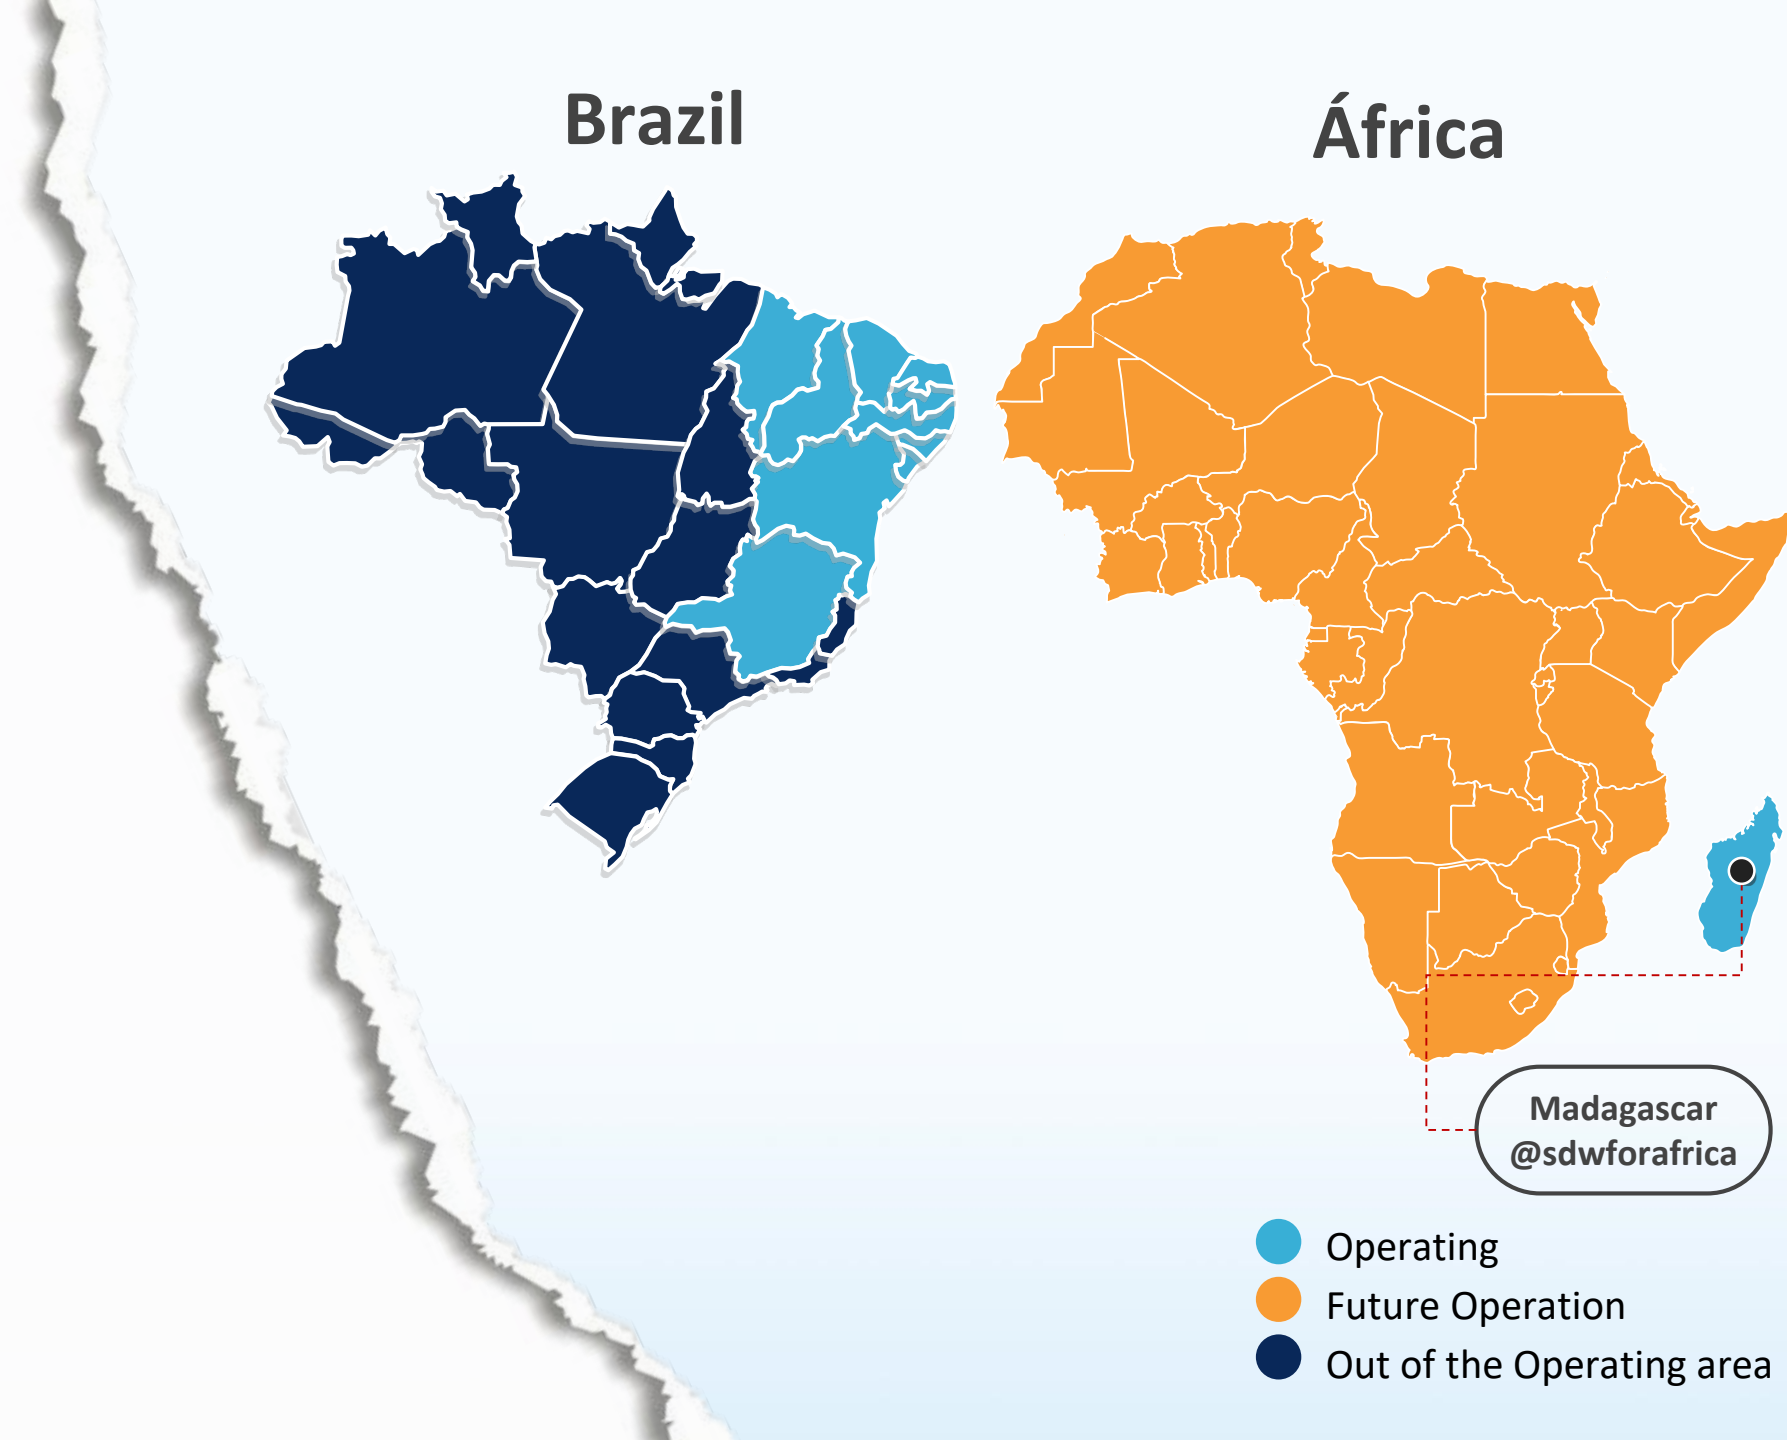 Brazil
África
Madagascar
@sdwforafrica
Operating
Future Operation
Out of the Operating area